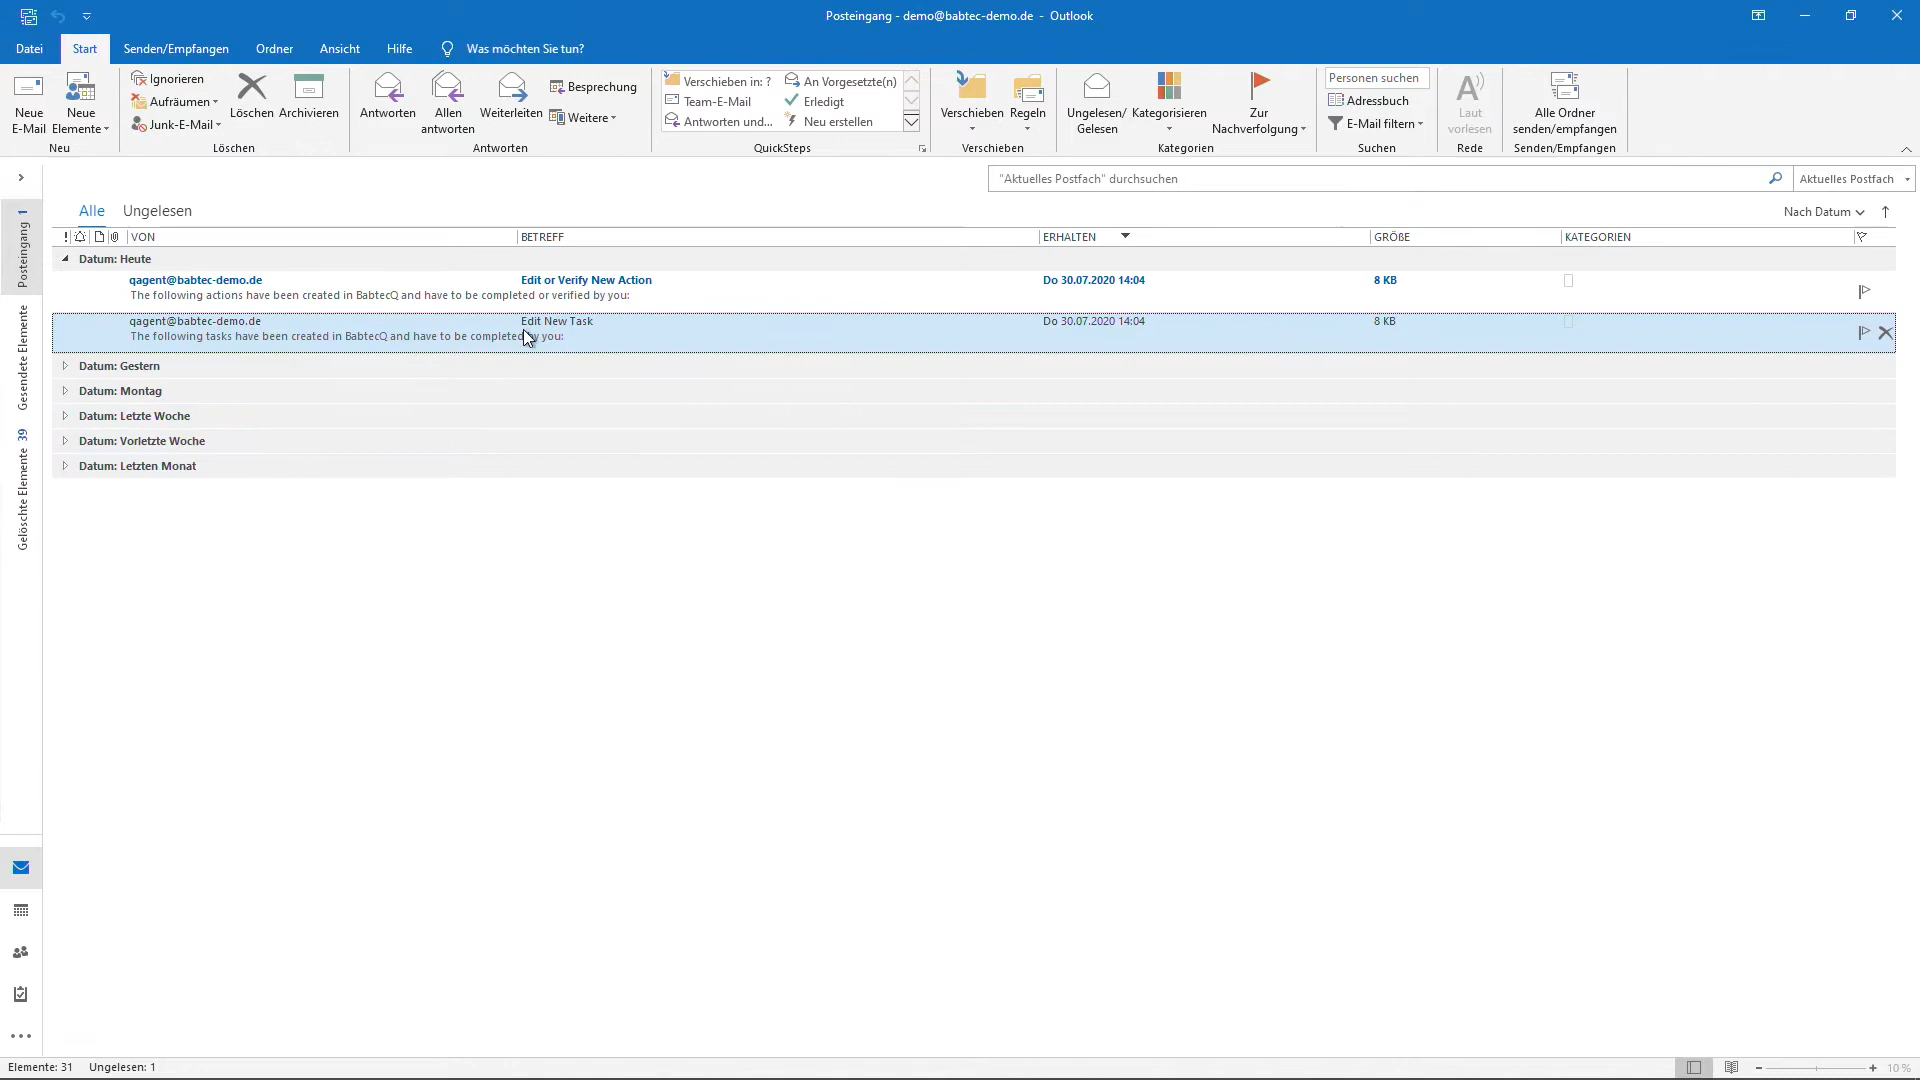 Posteingang - demo@babtec-demo.de - Outlook
Datei Start Senden/Empfangen Ordner Ansicht Hilfe Was möchten Sie tun?
Neue E-Mail
Neue Elemente
Neu
Ignorieren
Aufräumen
Junk-E-Mail
Löschen
Archivieren
Löschen
Antworten
Allen antworten
Weiterleiten
Besprechung
Weitere
Antworten
Verschieben in: ?
Team-E-Mail
Antworten und...
An Vorgesetzte(n)
Erledigt
Neu erstellen
QuickSteps
Verschieben
Regeln
Verschieben
Ungelesen/ Gelesen
Kategorisieren
Zur Nachverfolgung
Kategorien
Personen suchen
Adressbuch
E-Mail filtern
Suchen
Laut vorlesen
Rede
Alle Ordner senden/empfangen
Senden/Empfangen
"Aktuelles Postfach" durchsuchen
Aktuelles Postfach
Posteingang 1
Gesendete Elemente
Gelöschte Elemente 39
Alle Ungelesen
Nach Datum
VON BETREFF ERHALTEN GRÖßE KATEGORIEN
Datum: Heute
qagent@babtec-demo.de Edit or Verify New Action Do 30.07.2020 14:04 8 KB
The following actions have been created in BabtecQ and have to be completed or verified by you:
qagent@babtec-demo.de Edit New Task Do 30.07.2020 14:04 8 KB
The following tasks have been created in BabtecQ and have to be completed by you:
Datum: Gestern
Datum: Montag
Datum: Letzte Woche
Datum: Vorletzte Woche
Datum: Letzten Monat
Elemente: 31 Ungelesen: 1
10 %